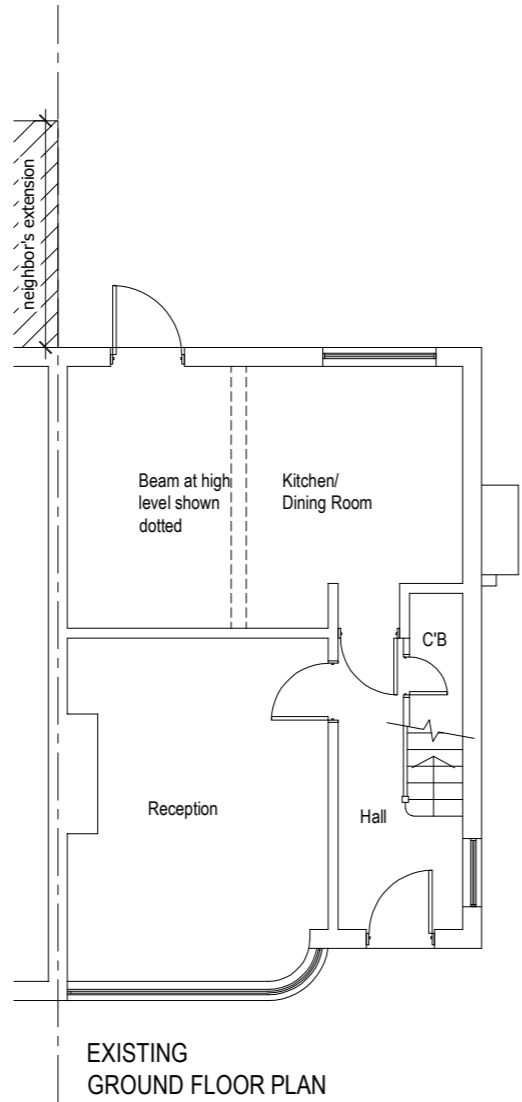 neighbor's extension
Beam at high
level shown
dotted
Kitchen/
Dining Room
C'B
Reception
Hall
EXISTING
GROUND FLOOR PLAN